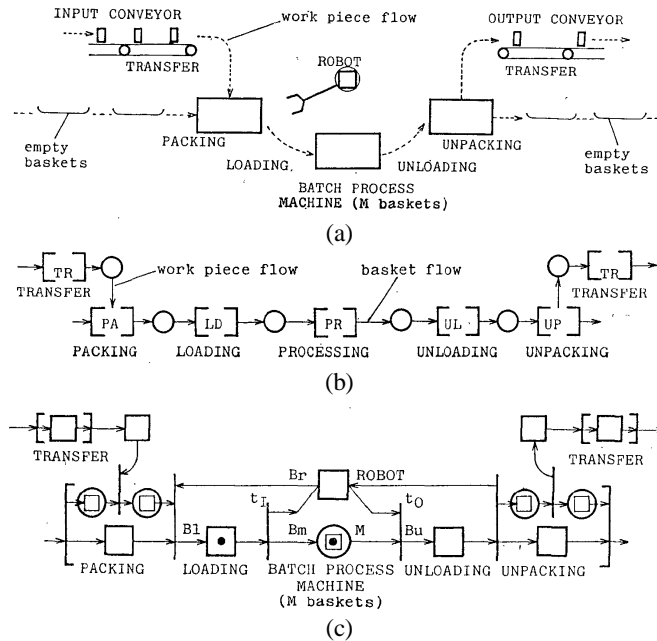 INPUT CONVEYOR
work piece flow
OUTPUT CONVEYOR
TRANSFER
ROBOT
TRANSFER
PACKING
UNPACKING
empty
baskets
LOADING
UNLOADING
empty
baskets
BATCH PROCESS
MACHINE (M baskets)
(a)
TR
TRANSFER
work piece flow
basket flow
TR
TRANSFER
PA
LD
PR
UL
UP
PACKING
LOADING
PROCESSING
UNLOADING
UNPACKING
(b)
TRANSFER
TRANSFER
Br
ROBOT
tI
tO
Bl
Bm
M
Bu
PACKING
LOADING
BATCH PROCESS
MACHINE
(M baskets)
UNLOADING
UNPACKING
(c)